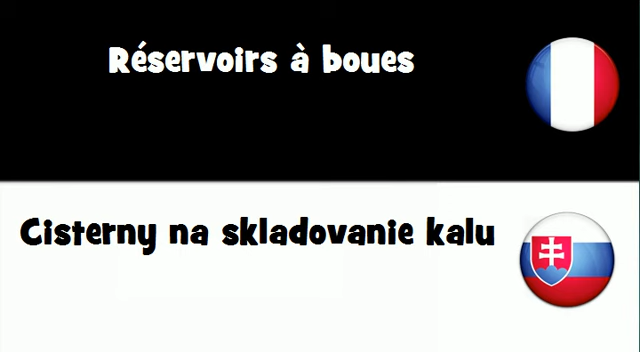 Réservoirs à boues
Cisterny na skladovanie kalu